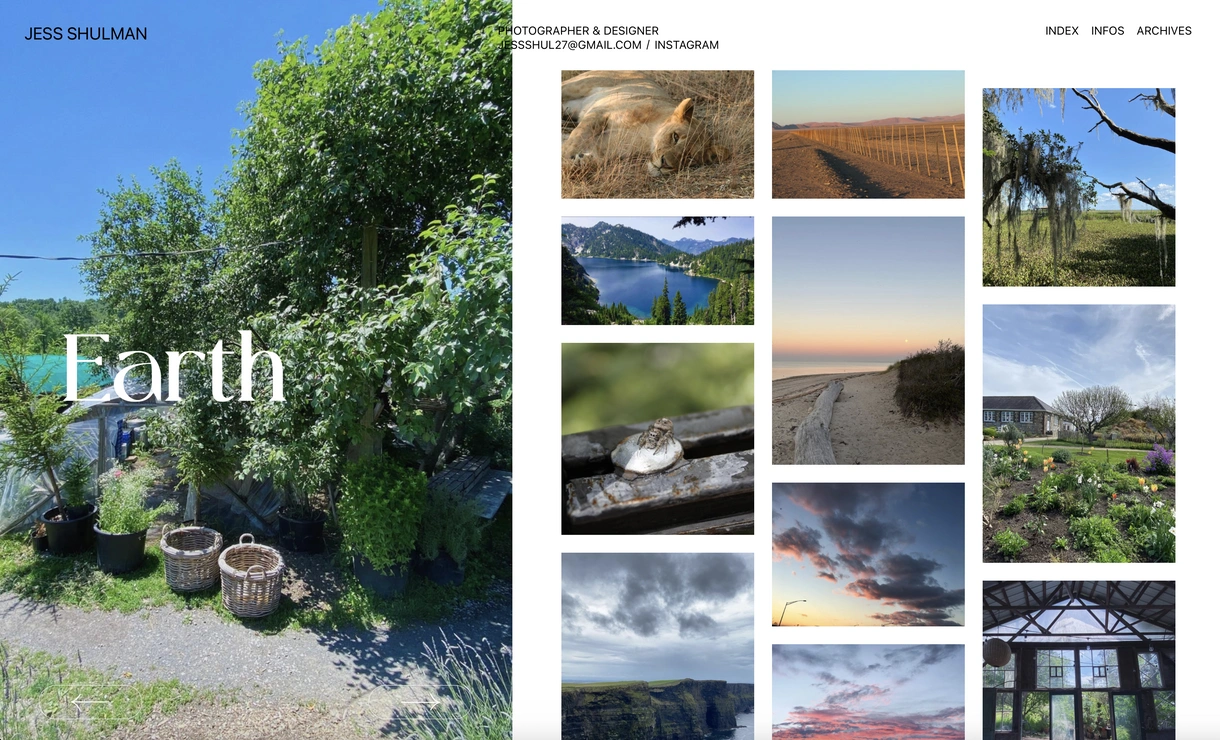 JESS SHULMAN
PHOTOGRAPHER & DESIGNER
JESSSHUL27@GMAIL.COM / INSTAGRAM
INDEX INFOS ARCHIVES
Earth